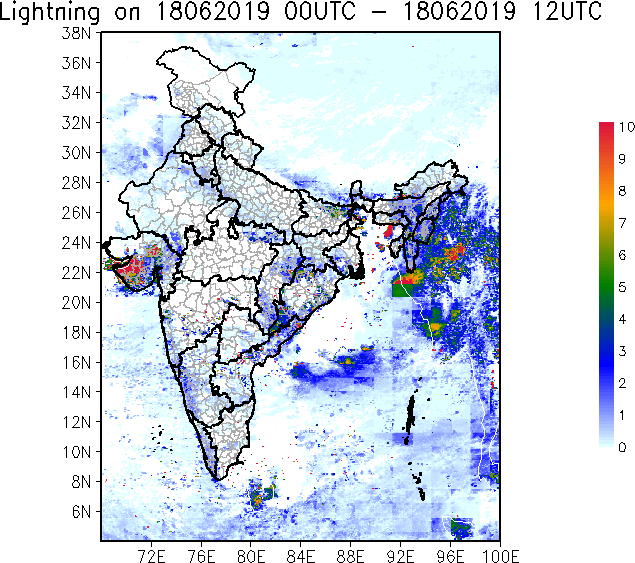 Lightning on 18062019 00UTC – 18062019 12UTC
38N
36N
34N
32N
30N
28N
26N
24N
22N
20N
18N
16N
14N
12N
10N
8N
6N
72E 76E 80E 84E 88E 92E 96E 100E
10
9
8
7
6
5
4
3
2
1
0